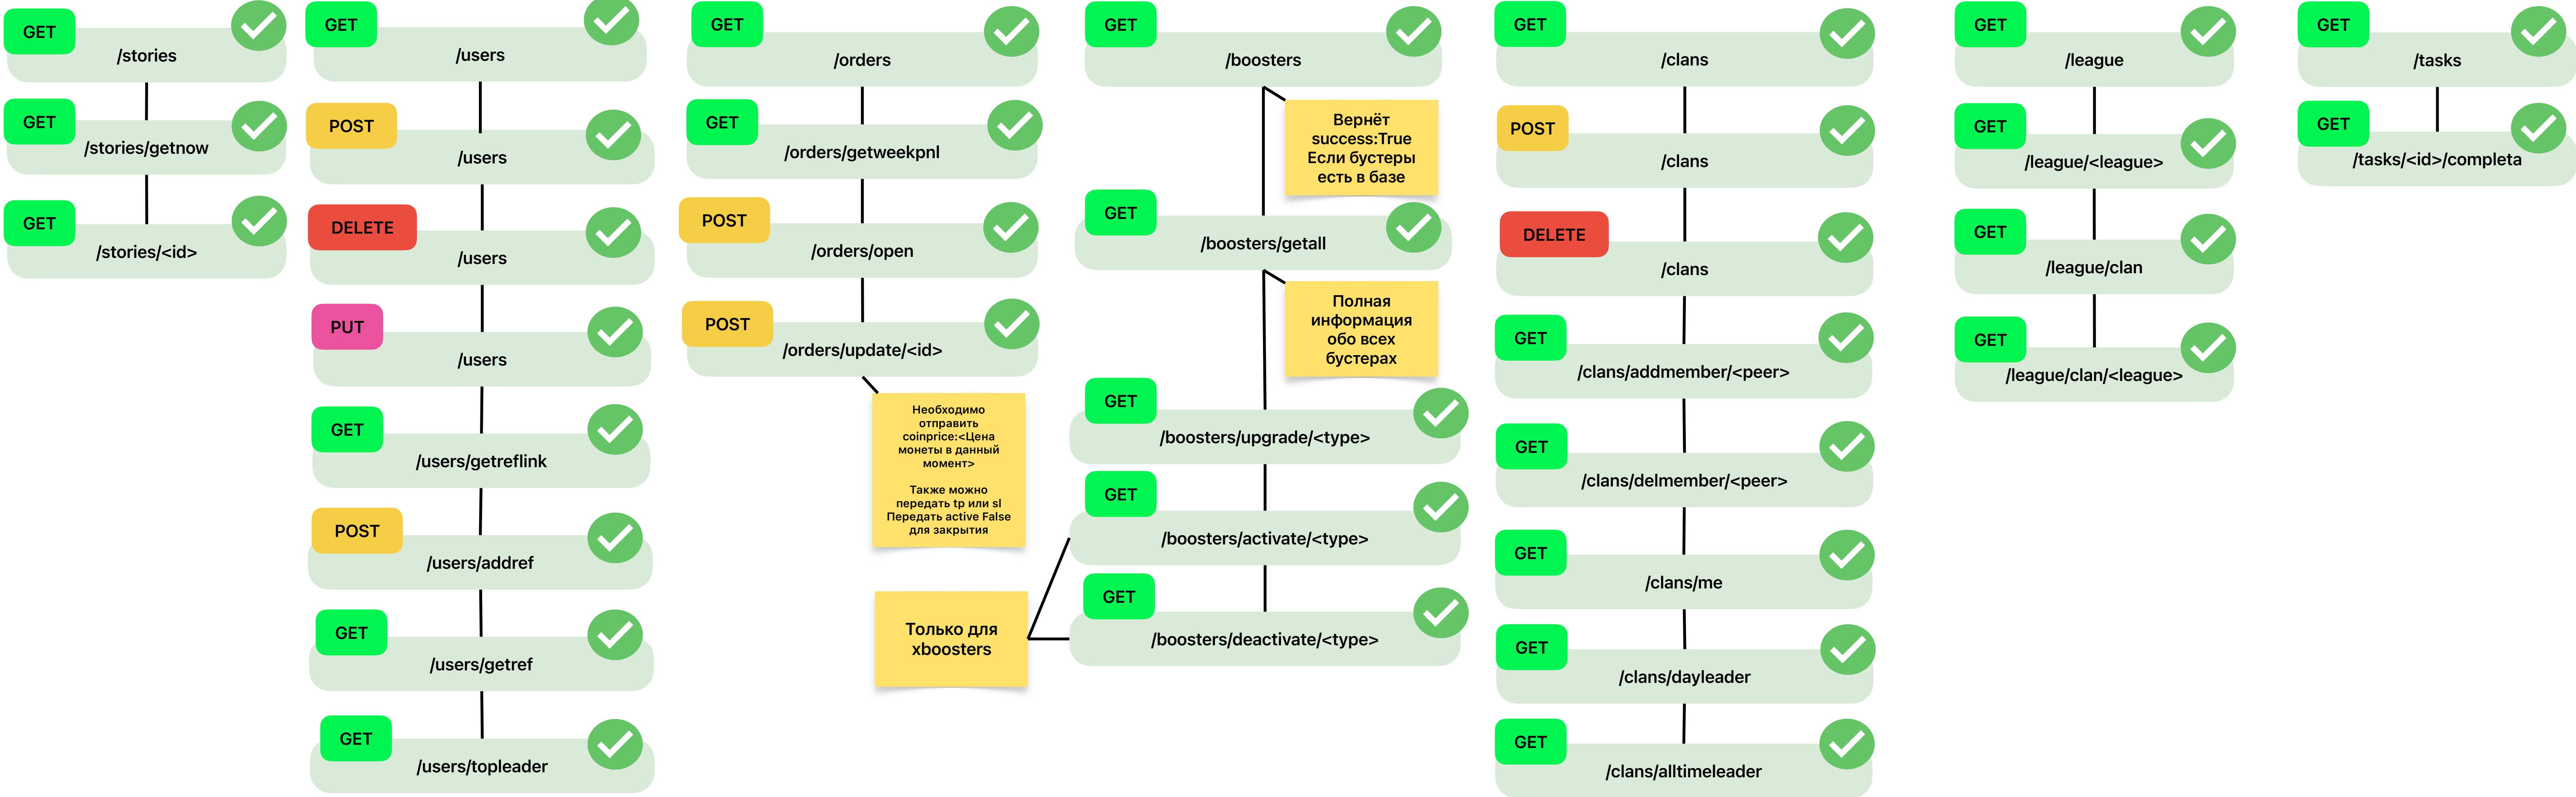 GET
/stories
GET
/stories/getnow
GET
/stories/<id>
GET
/users
POST
/users
DELETE
/users
PUT
/users
GET
/users/getreflink
POST
/users/addref
GET
/users/getref
GET
/users/topleader
GET
/orders
GET
/orders/getweekpnl
POST
/orders/open
POST
/orders/update/<id>
Необходимо
отправить
coinprice:<Цена
монеты в данный
момент>
Также можно
передать tp или sl
Передать active False
для закрытия
GET
/boosters
Вернёт
success:True
Если бустеры
есть в базе
GET
/boosters/getall
Полная
информация
обо всех
бустерах
GET
/boosters/upgrade/<type>
GET
/boosters/activate/<type>
GET
/boosters/deactivate/<type>
Только для
xboosters
GET
/clans
POST
/clans
DELETE
/clans
GET
/clans/addmember/<peer>
GET
/clans/delmember/<peer>
GET
/clans/me
GET
/clans/dayleader
GET
/clans/alltimeleader
GET
/league
GET
/league/<league>
GET
/league/clan
GET
/league/clan/<league>
GET
/tasks
GET
/tasks/<id>/completa